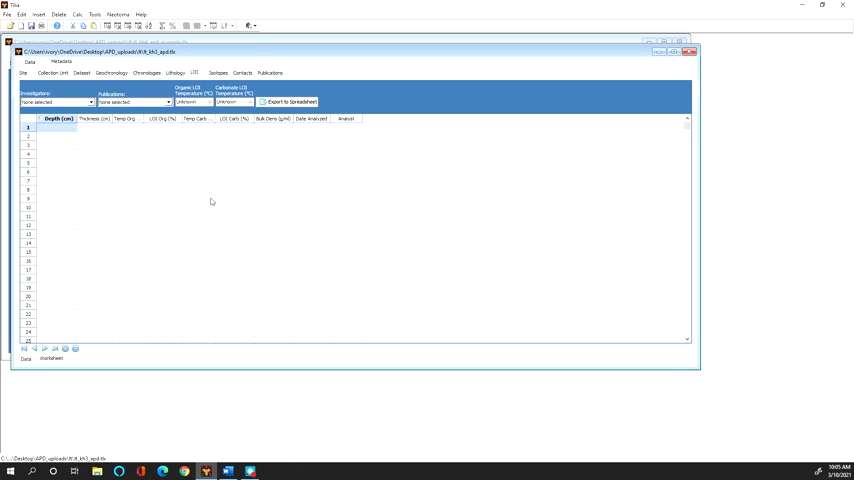 Tilia
File Edit Insert Delete Calc Tools Neotoma Help
C:\Users\ivory\OneDrive\Desktop\APD_uploads\lt\lt_kh3_apd.tlx
Data Metadata
Site Collection Unit Dataset Geochronology Chronologies Lithology LOI Isotopes Contacts Publications
Investigators: Publications: Organic LOI Temperature (°C) Carbonate LOI Temperature (°C)
None selected None selected Unknown Unknown Export to Spreadsheet
Depth (cm) Thickness (cm) Temp Org ... LOI Org (%) Temp Carb ... LOI Carb (%) Bulk Dens (g/ml) Date Analyzed Analyst
1
2
3
4
5
6
7
8
9
10
11
12
13
14
15
16
17
18
19
20
21
22
23
24
25
Data Worksheet
C:\...\Desktop\APD_uploads\lt\lt_kh3_apd.tlx
10:05 AM
3/10/2021